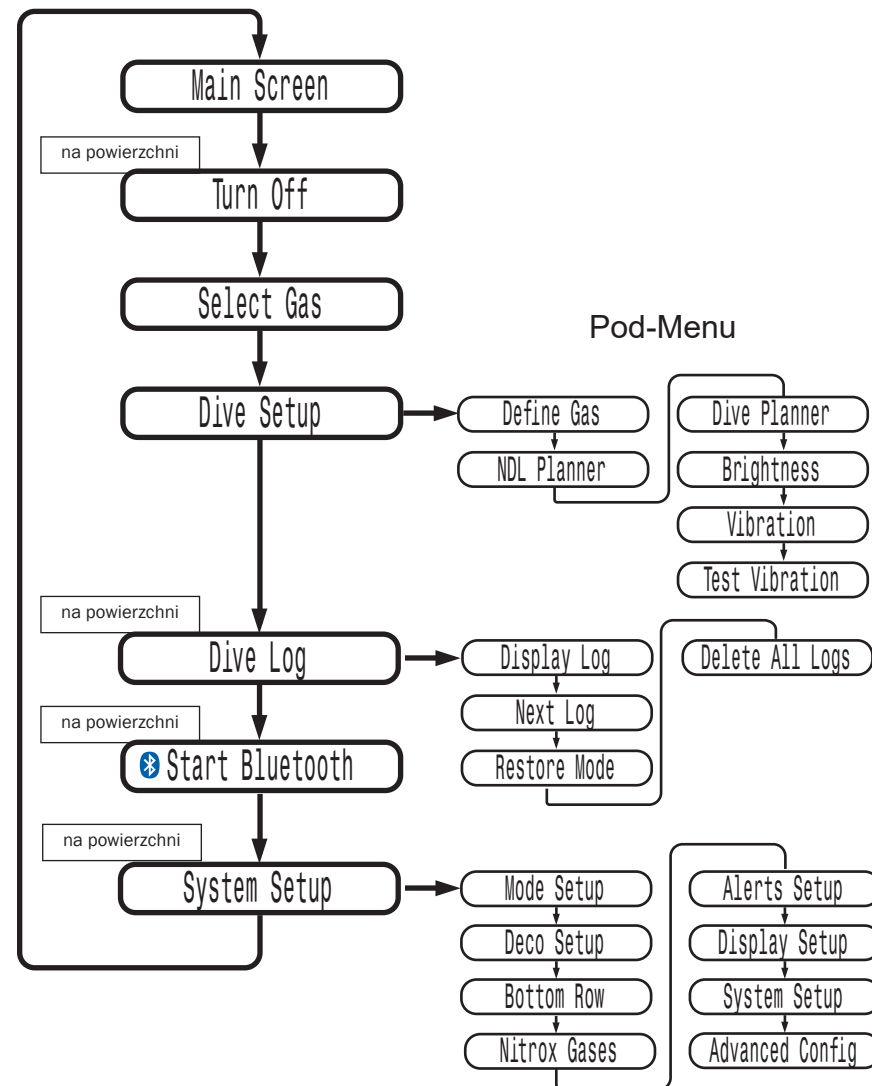 Main Screen
na powierzchni
Turn Off
Select Gas
Pod-Menu
Dive Setup
Define Gas
NDL Planner
Dive Planner
Brightness
Vibration
Test Vibration
na powierzchni
Dive Log
Display Log
Next Log
Restore Mode
Delete All Logs
na powierzchni
Start Bluetooth
na powierzchni
System Setup
Mode Setup
Deco Setup
Bottom Row
Nitrox Gases
Alerts Setup
Display Setup
System Setup
Advanced Config